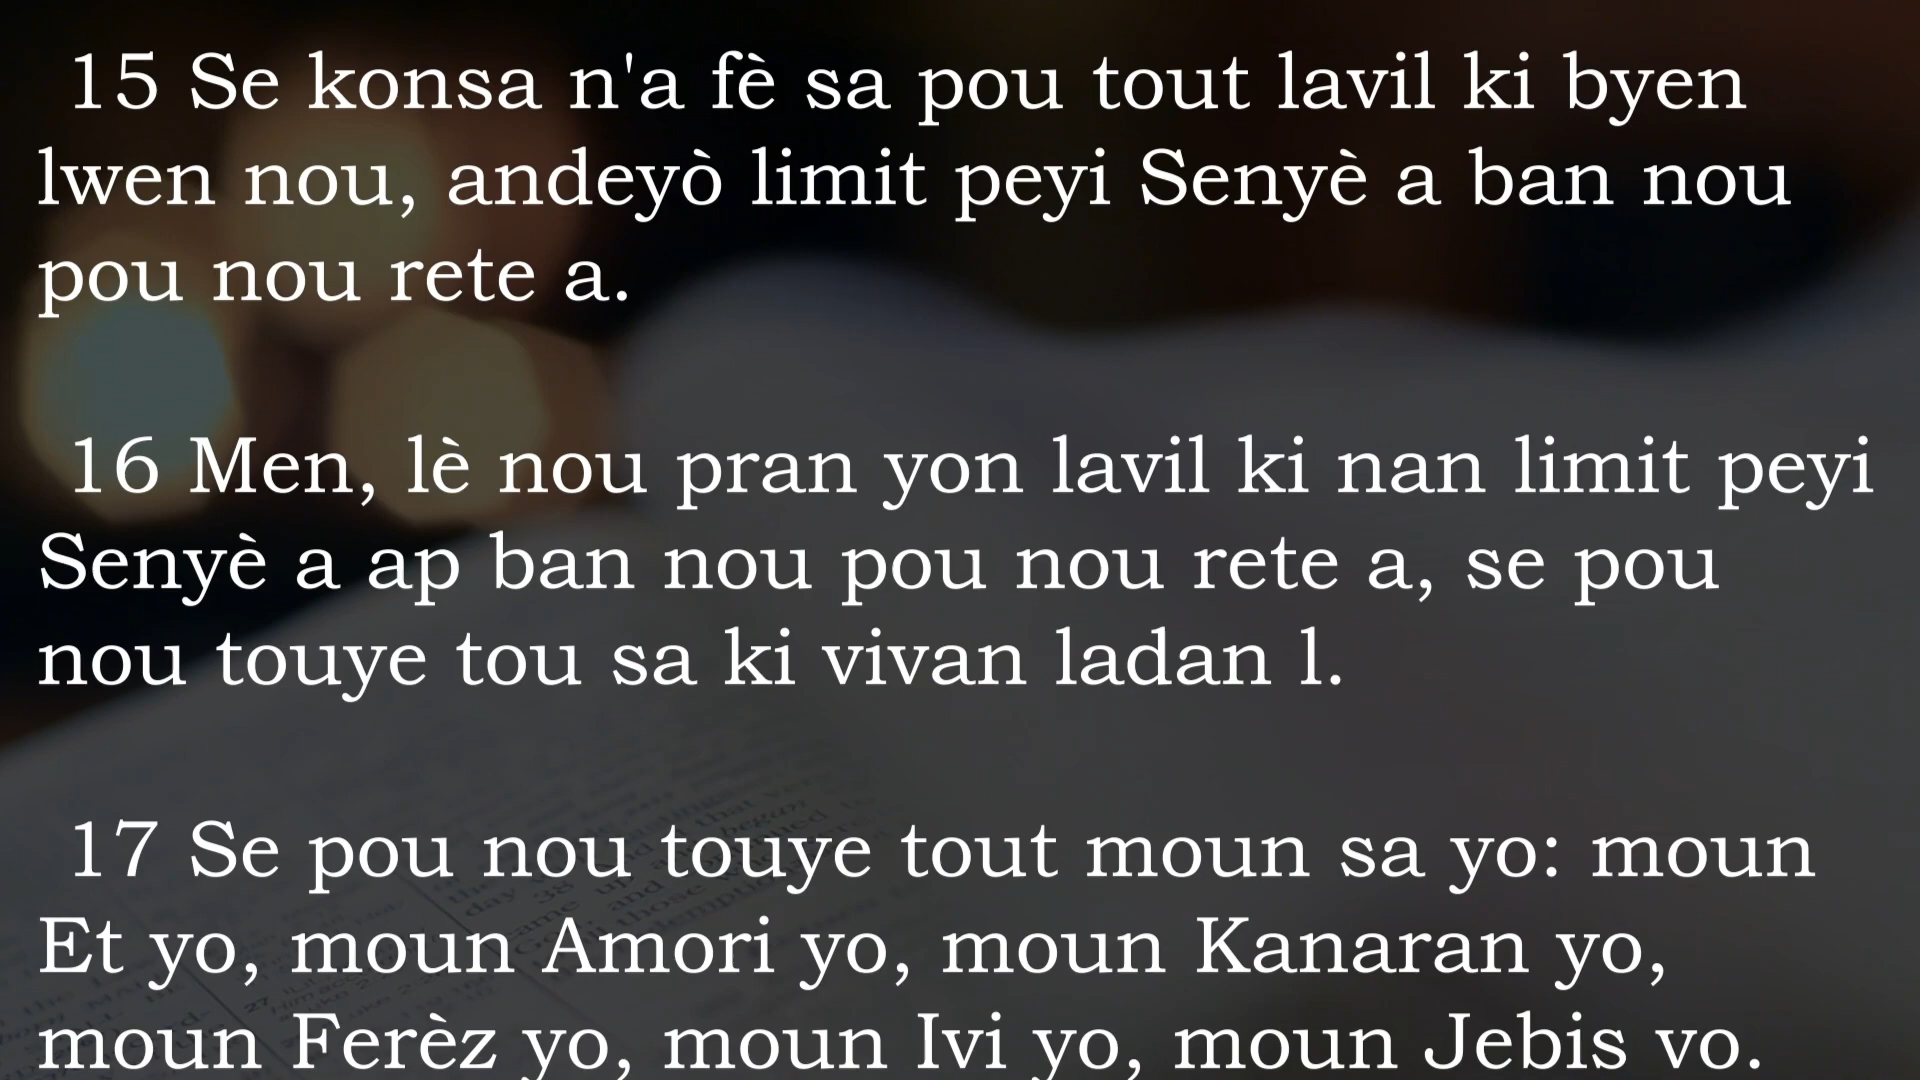 15 Se konsa n'a fè sa pou tout lavil ki byen
lwen nou, andeyò limit peyi Senyè a ban nou
pou nou rete a.
16 Men, lè nou pran yon lavil ki nan limit peyi
Senyè a ap ban nou pou nou rete a, se pou
nou touye tou sa ki vivan ladan l.
17 Se pou nou touye tout moun sa yo: moun
Et yo, moun Amori yo, moun Kanaran yo,
moun Ferèz yo, moun Ivi yo, moun Jebis yo.